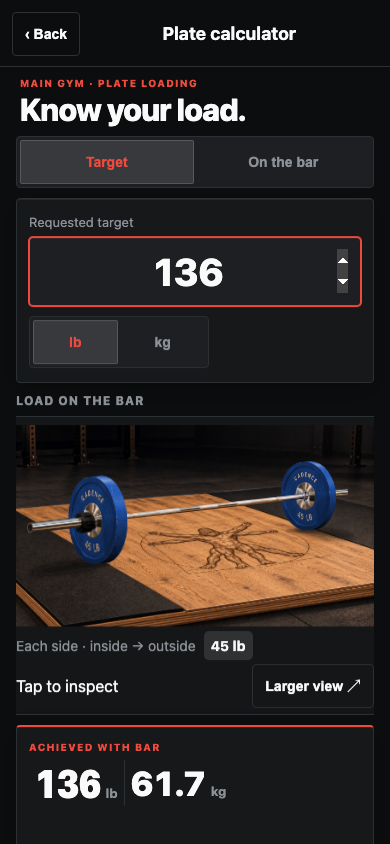 ‹ Back
Plate calculator
MAIN GYM · PLATE LOADING
Know your load.
Target
On the bar
Requested target
136
lb
kg
LOAD ON THE BAR
CADENCE
45 LB
CADENCE
45 LB
Each side · inside → outside 45 lb
Tap to inspect
Larger view ↗
ACHIEVED WITH BAR
136 lb 61.7 kg